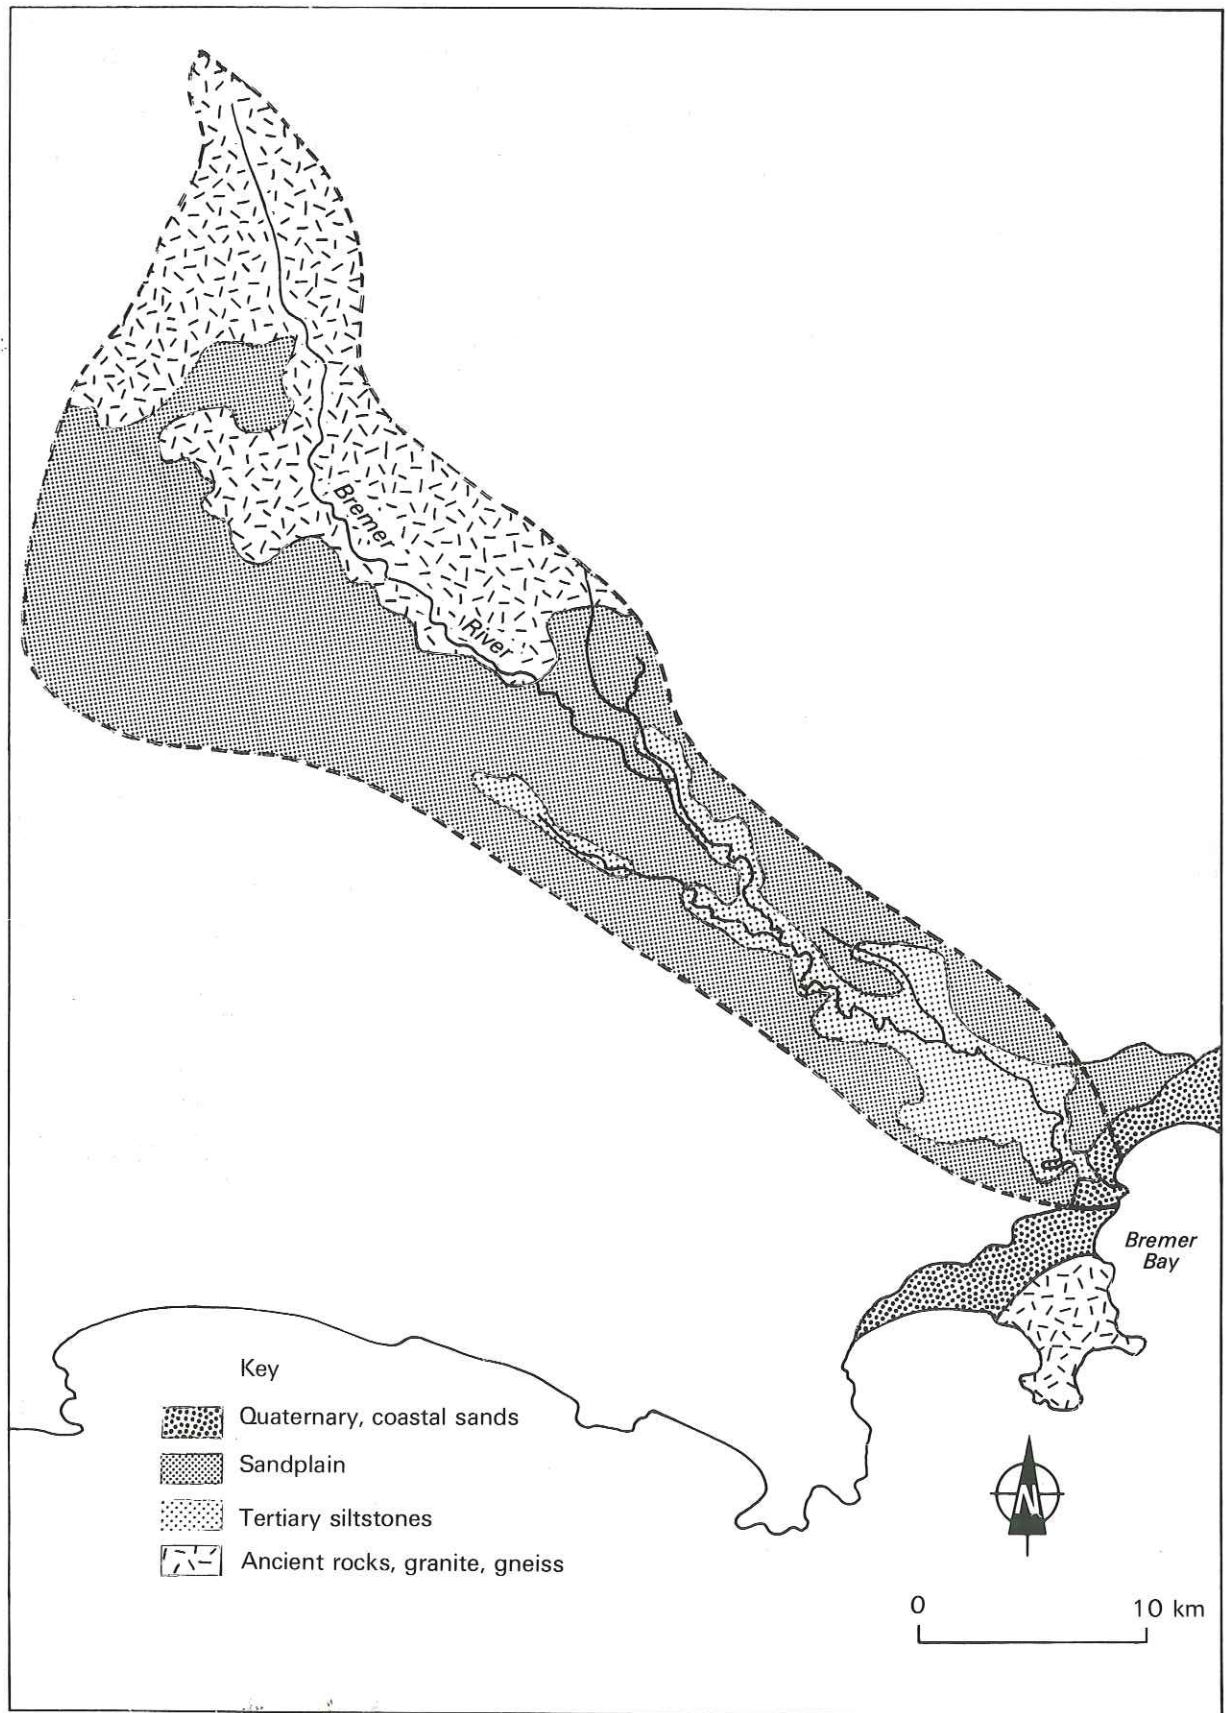 Bremer
River
Bremer
Bay
Key
Quaternary, coastal sands
Sandplain
Tertiary siltstones
Ancient rocks, granite, gneiss
N
0 10 km